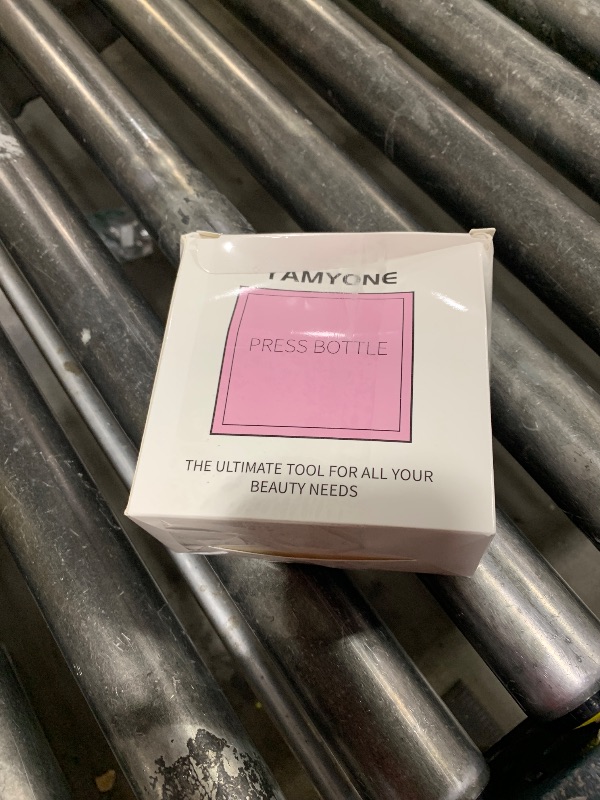 TAMYONE
PRESS BOTTLE
THE ULTIMATE TOOL FOR ALL YOUR
BEAUTY NEEDS